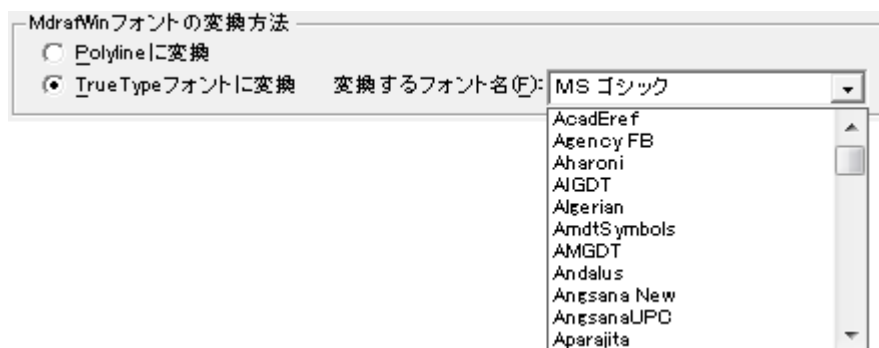 MdrafWinフォントの変換方法
Polylineに変換
TrueTypeフォントに変換 変換するフォント名(F): MS ゴシック
AcadEref
Agency FB
Aharoni
AIGDT
Algerian
AmdtSymbols
AMGDT
Andalus
Angsana New
AngsanaUPC
Aparajita